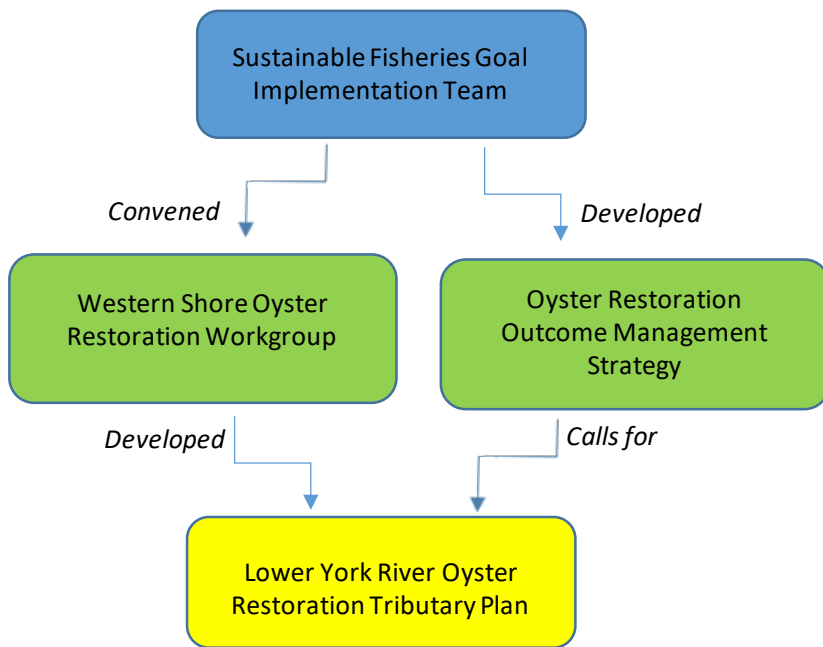 Sustainable Fisheries Goal
Implementation Team
Convened
Developed
Western Shore Oyster
Restoration Workgroup
Oyster Restoration
Outcome Management
Strategy
Developed
Calls for
Lower York River Oyster
Restoration Tributary Plan